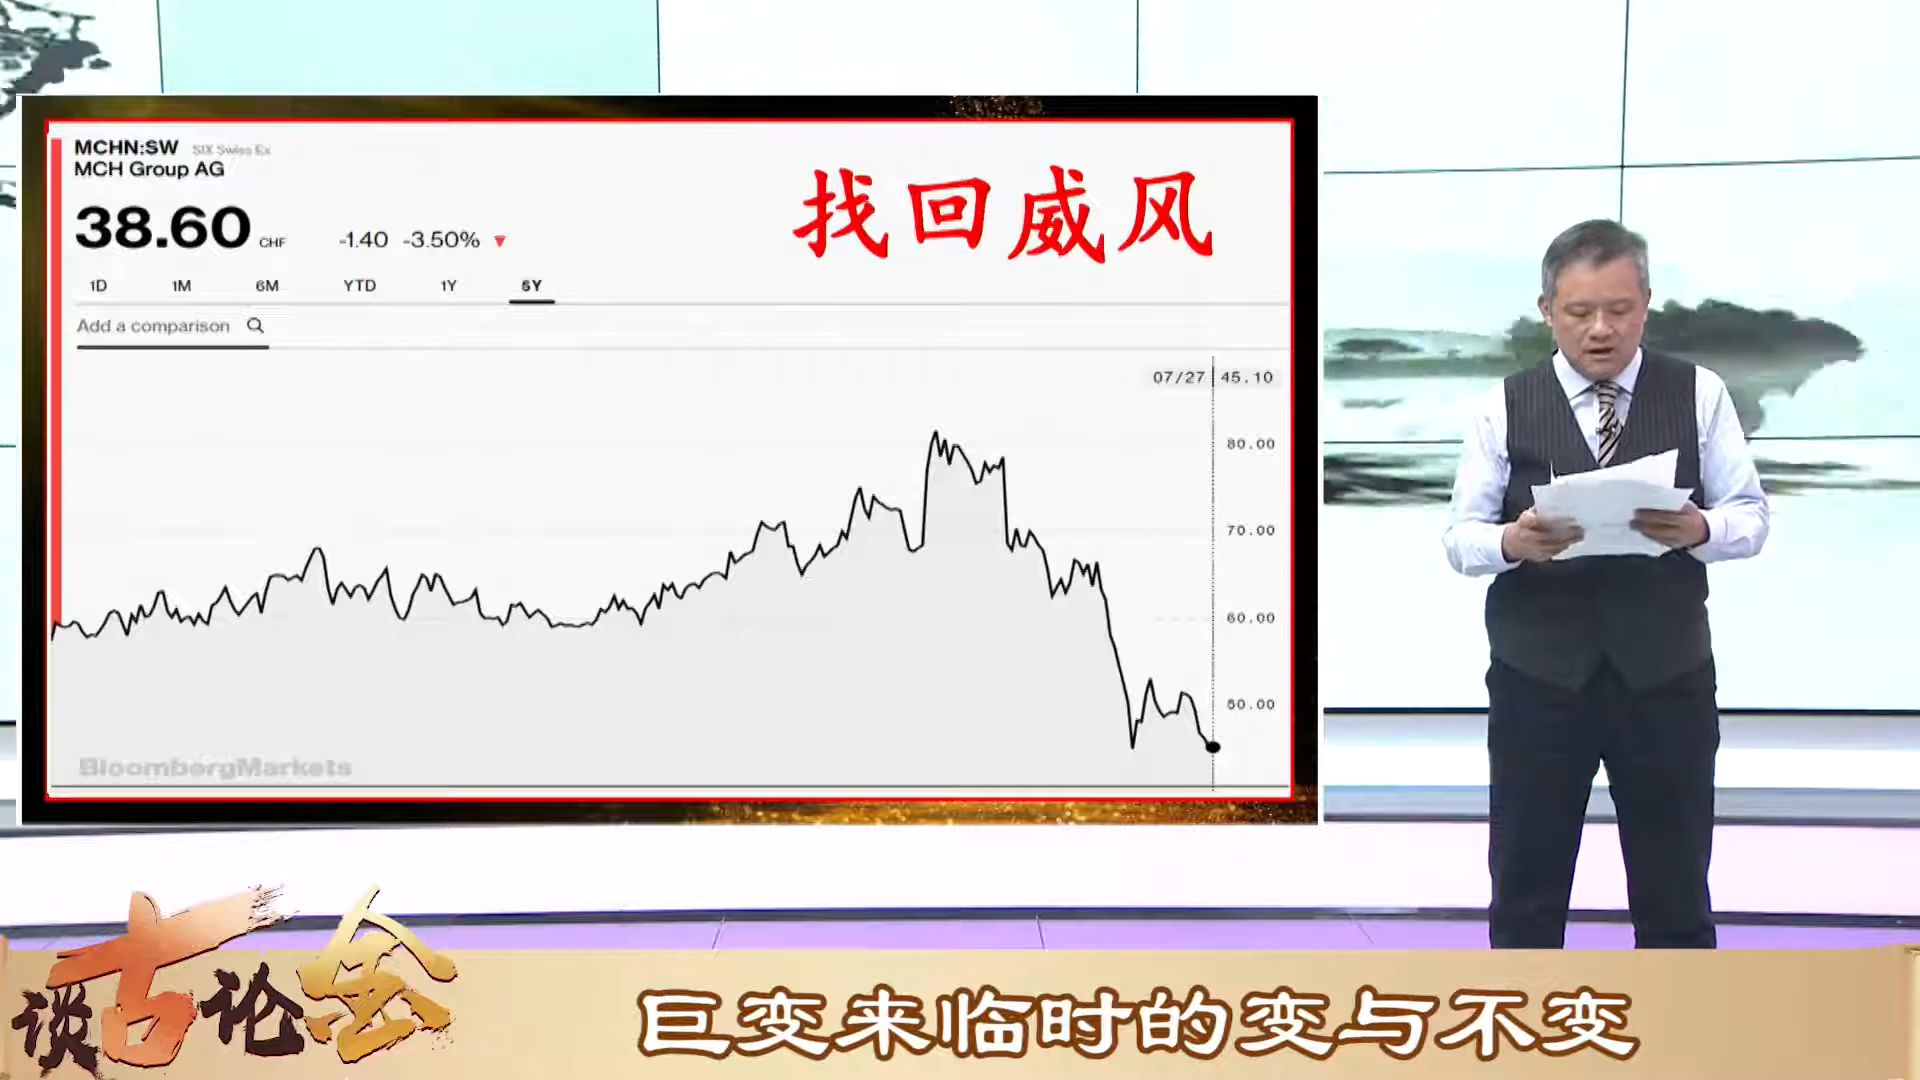 MCHN:SW SIX Swiss Ex
MCH Group AG
找回威风
38.60 CHF -1.40 -3.50% ▼
1D 1M 6M YTD 1Y 5Y
Add a comparison
07/27 45.10
80.00
70.00
60.00
50.00
BloombergMarkets
谈古论金
巨变来临时的变与不变